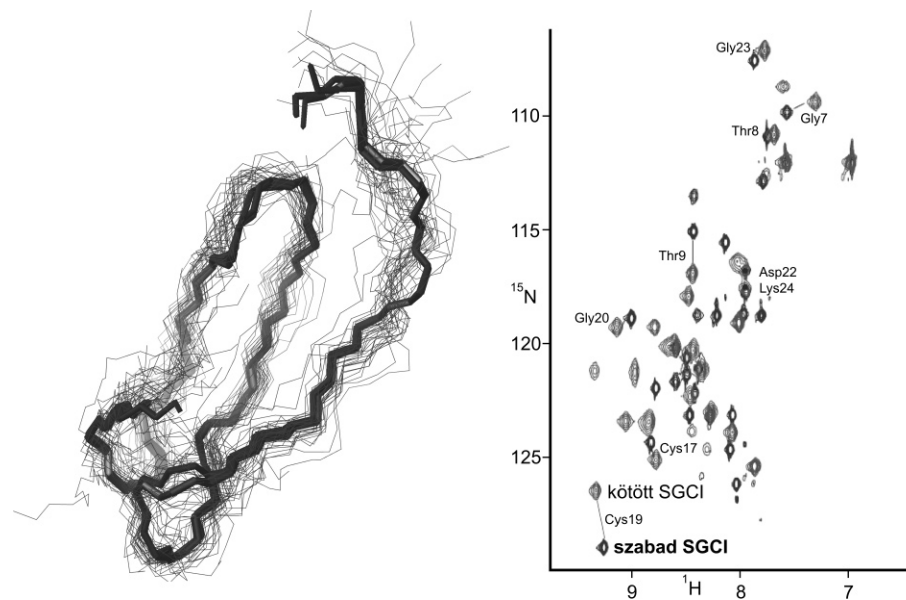 Gly23
110
Gly7
Thr8
115
Thr9
Asp22
Lys24
15N
Gly20
120
Cys17
125
kötött SGCI
Cys19
szabad SGCI
9
1H
8
7